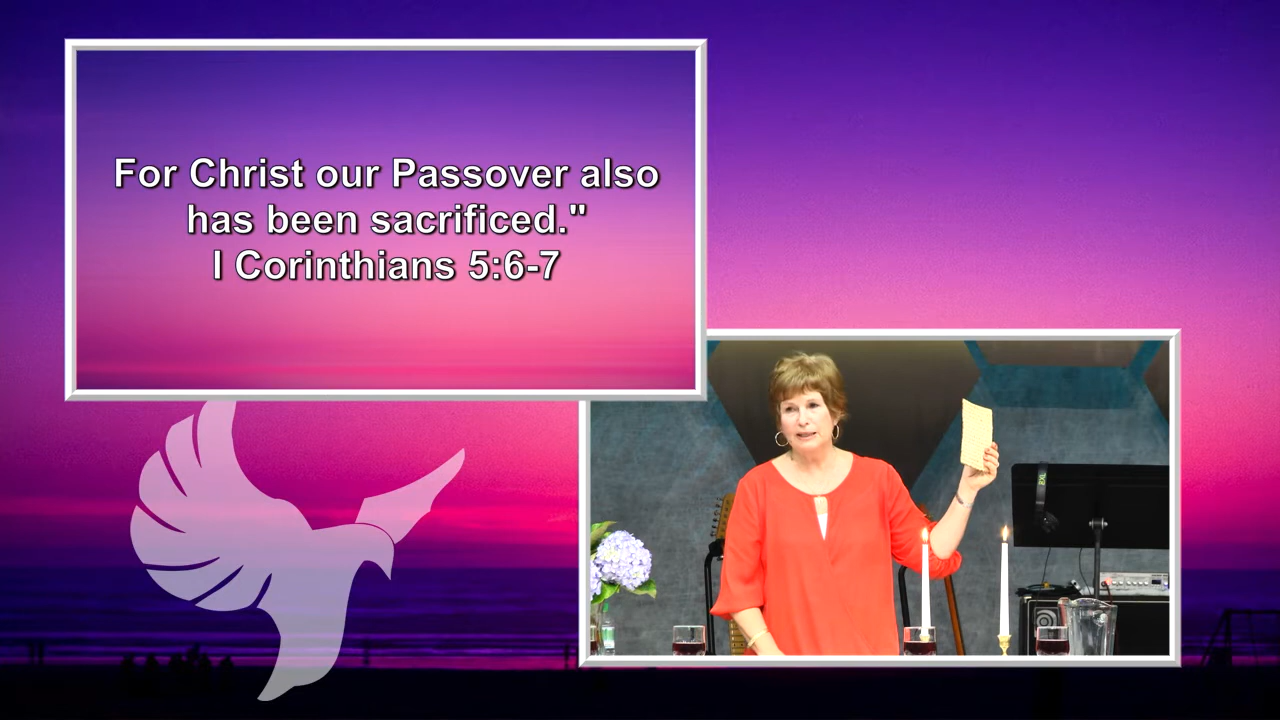 For Christ our Passover also
has been sacrificed."
I Corinthians 5:6-7